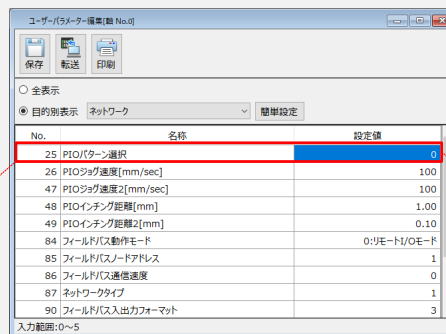 ユーザーパラメーター編集[軸 No.0]
保存 転送 印刷
全表示
目的別表示 ネットワーク 簡単設定
No. 名称 設定値
25 PIOパターン選択 0
26 PIOジョグ速度[mm/sec] 100
47 PIOジョグ速度2[mm/sec] 100
48 PIOインチング距離[mm] 1.00
49 PIOインチング距離2[mm] 0.10
84 フィールドバス動作モード 0:リモートI/Oモード
85 フィールドバスノードアドレス 1
86 フィールドバス通信速度 0
87 ネットワークタイプ 1
90 フィールドバス入出力フォーマット 3
入力範囲:0～5